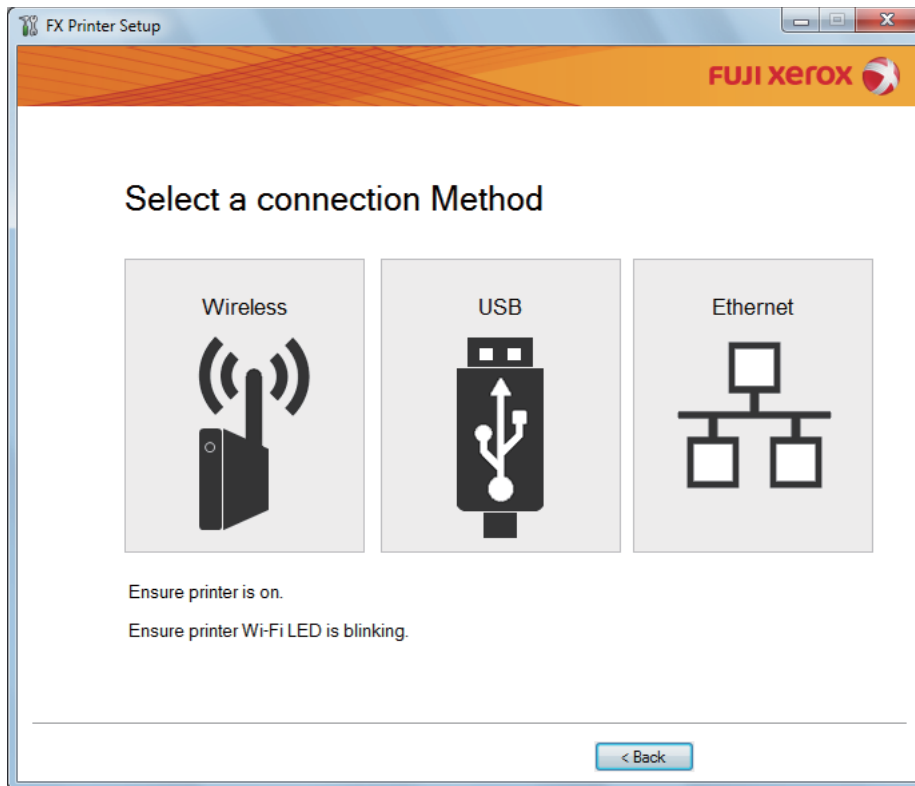 FX Printer Setup
FUJI xerox
Select a connection Method
Wireless USB Ethernet
Ensure printer is on.
Ensure printer Wi-Fi LED is blinking.
< Back